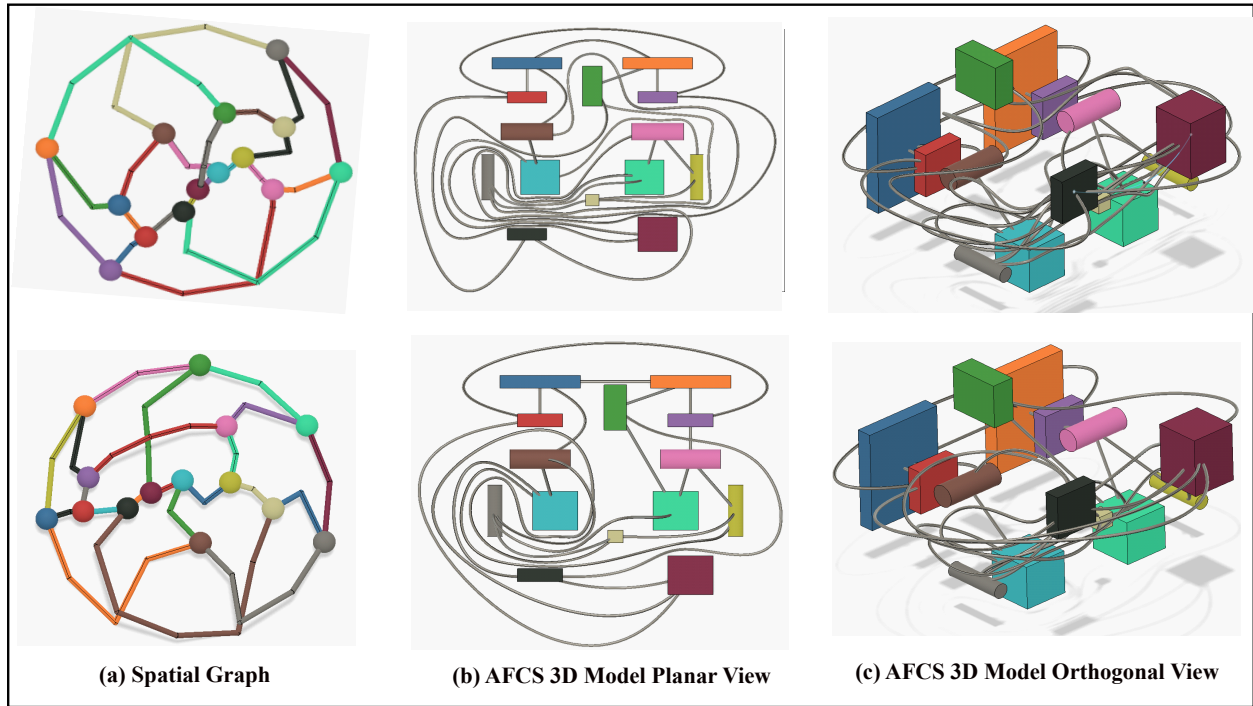 (a) Spatial Graph
(b) AFCS 3D Model Planar View
(c) AFCS 3D Model Orthogonal View